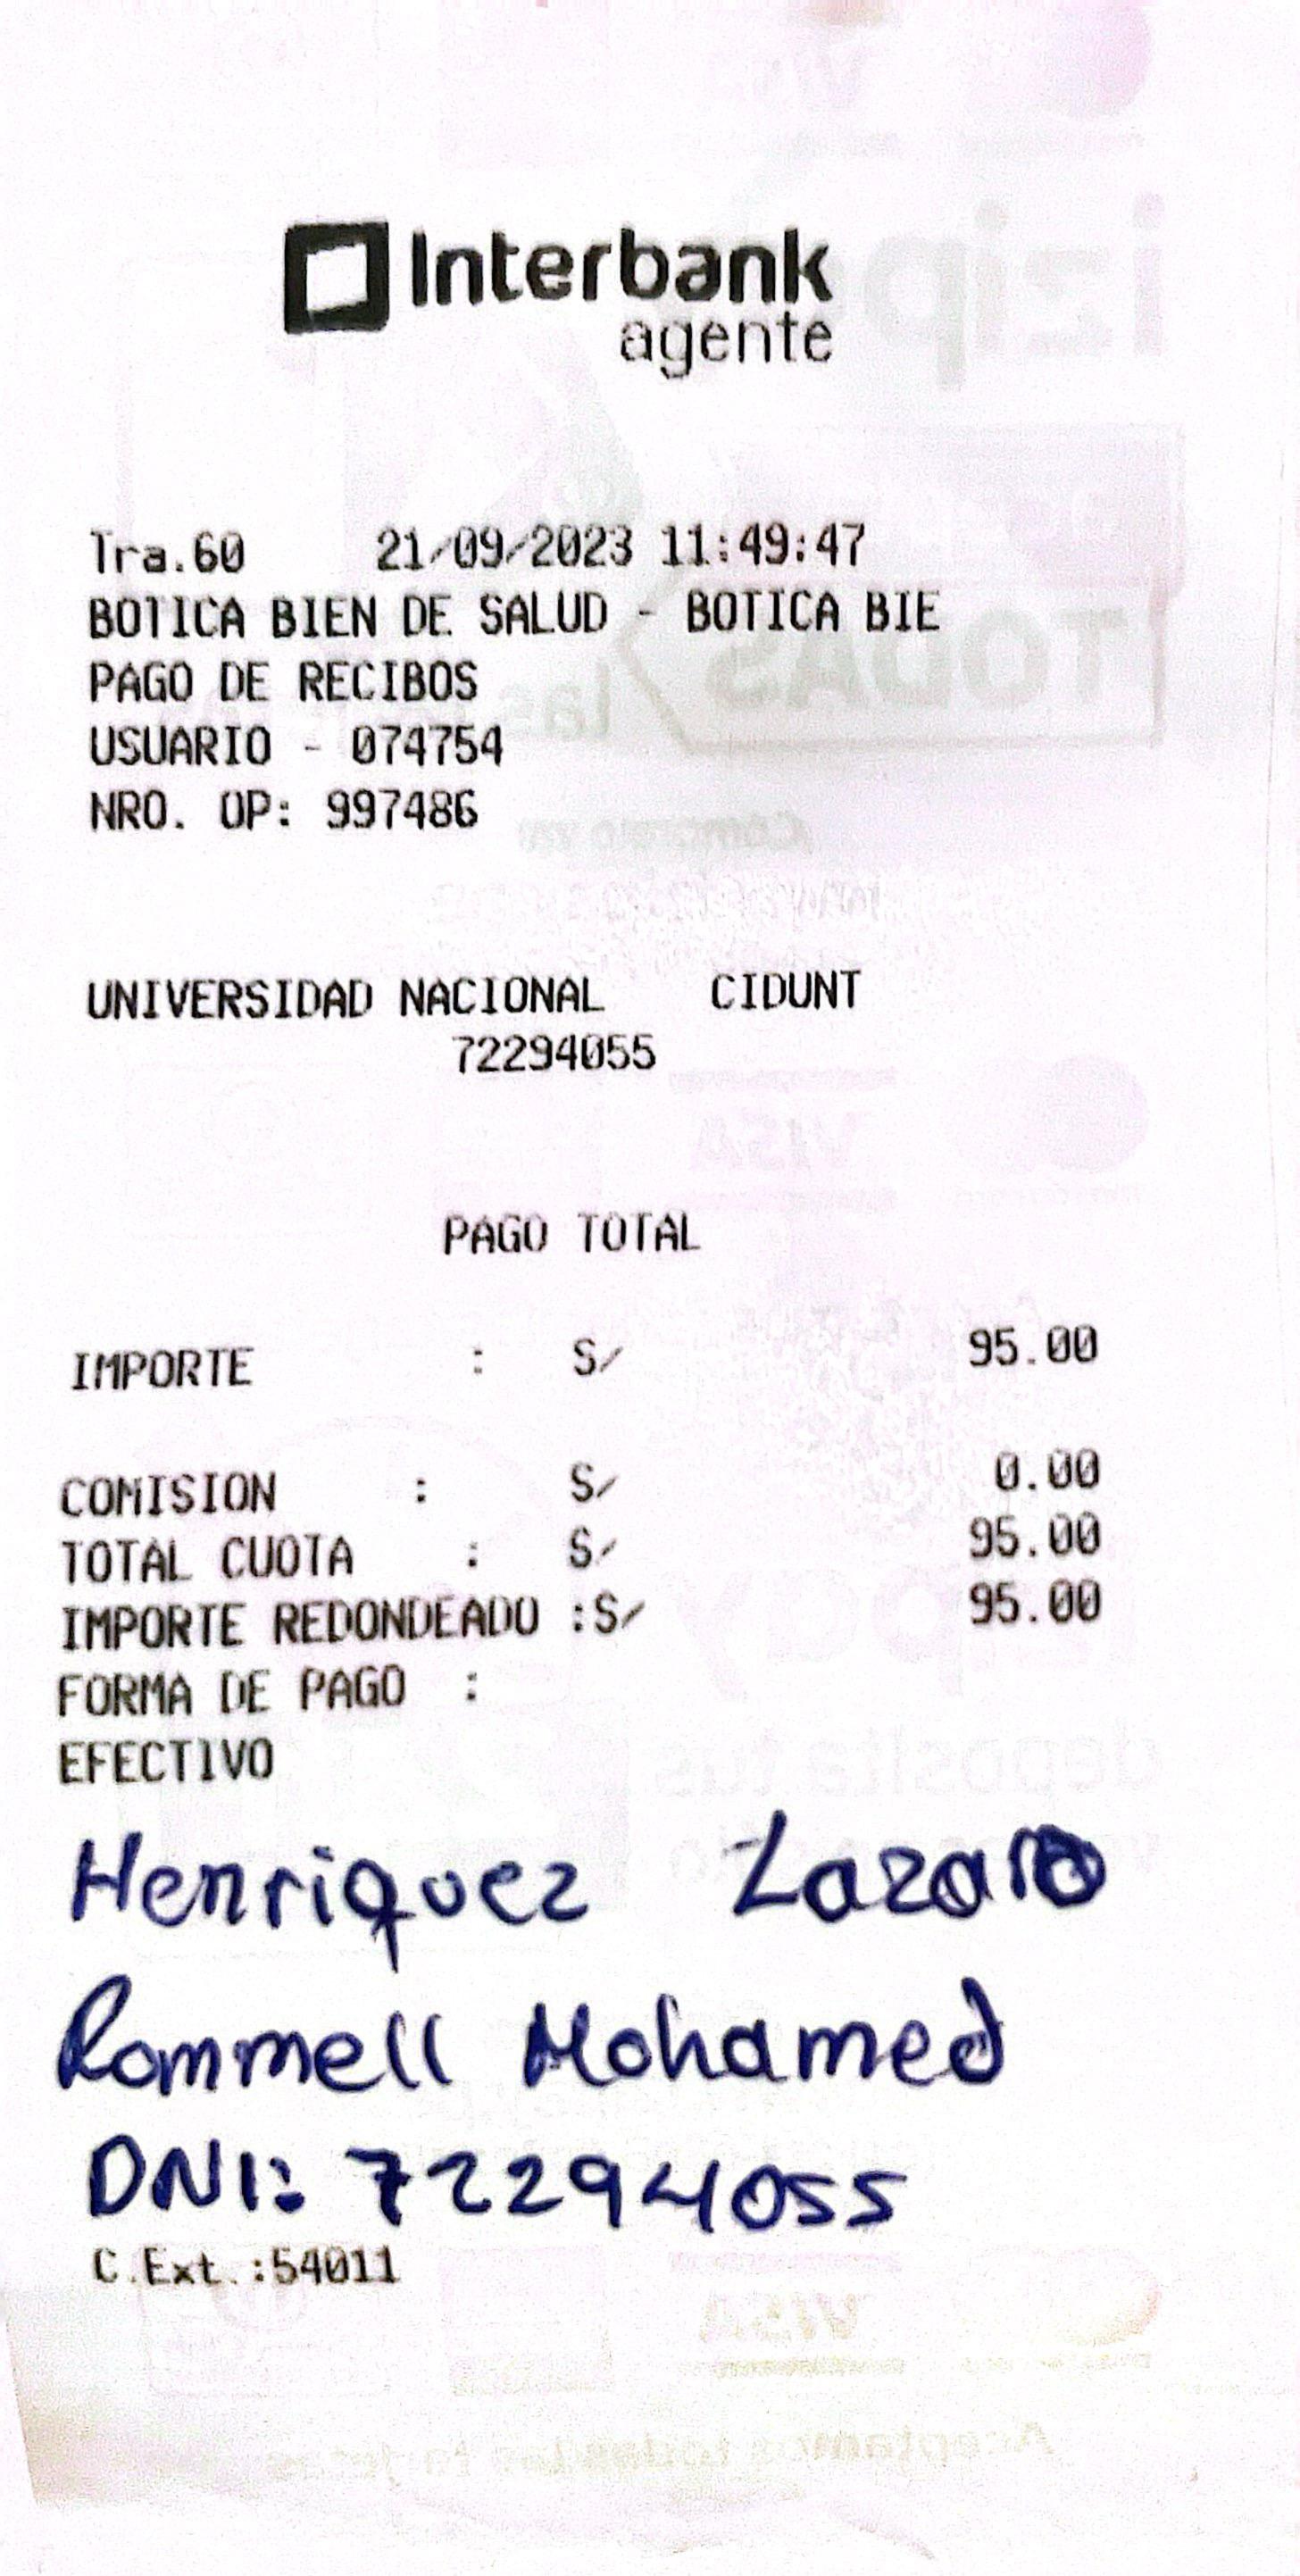 Interbank
agente
Tra.60 21/09/2023 11:49:47
BOTICA BIEN DE SALUD - BOTICA BIE
PAGO DE RECIBOS
USUARIO - 074754
NRO. OP: 997486
UNIVERSIDAD NACIONAL CIDUNT
72294055
PAGO TOTAL
IMPORTE : S/ 95.00
COMISION : S/ 0.00
TOTAL CUOTA : S/ 95.00
IMPORTE REDONDEADO :S/ 95.00
FORMA DE PAGO :
EFECTIVO
Henriquez Lazaro
Rommell Mohamed
DNI: 72294055
C.Ext.:54011